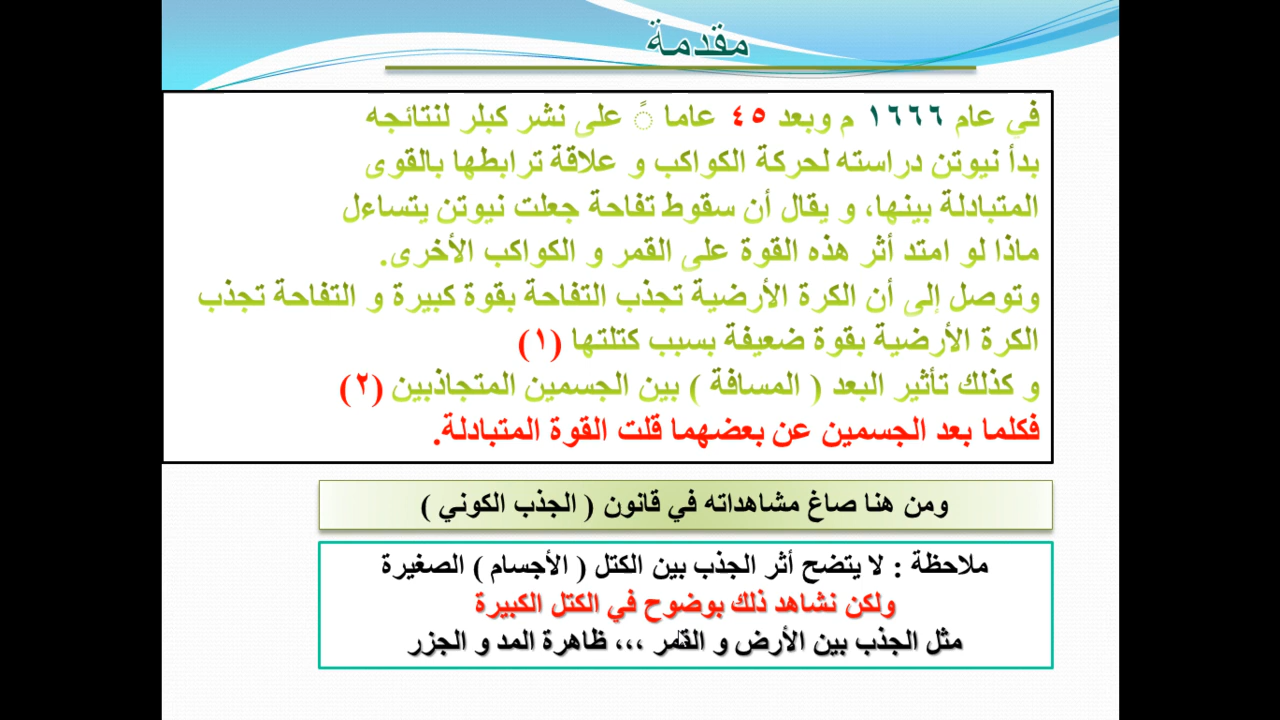 مقدمة
في عام ١٦٦٦ م وبعد ٤٥ عاما ً على نشر كبلر لنتائجه
بدأ نيوتن دراسته لحركة الكواكب و علاقة ترابطها بالقوى
المتبادلة بينها، و يقال أن سقوط تفاحة جعلت نيوتن يتساءل
ماذا لو امتد أثر هذه القوة على القمر و الكواكب الأخرى.
وتوصل إلى أن الكرة الأرضية تجذب التفاحة بقوة كبيرة و التفاحة تجذب
الكرة الأرضية بقوة ضعيفة بسبب كتلتها (١)
و كذلك تأثير البعد ( المسافة ) بين الجسمين المتجاذبين (٢)
فكلما بعد الجسمين عن بعضهما قلت القوة المتبادلة.
ومن هنا صاغ مشاهداته في قانون ( الجذب الكوني )
ملاحظة : لا يتضح أثر الجذب بين الكتل ( الأجسام ) الصغيرة
ولكن نشاهد ذلك بوضوح في الكتل الكبيرة
مثل الجذب بين الأرض و القمر ،،، ظاهرة المد و الجزر